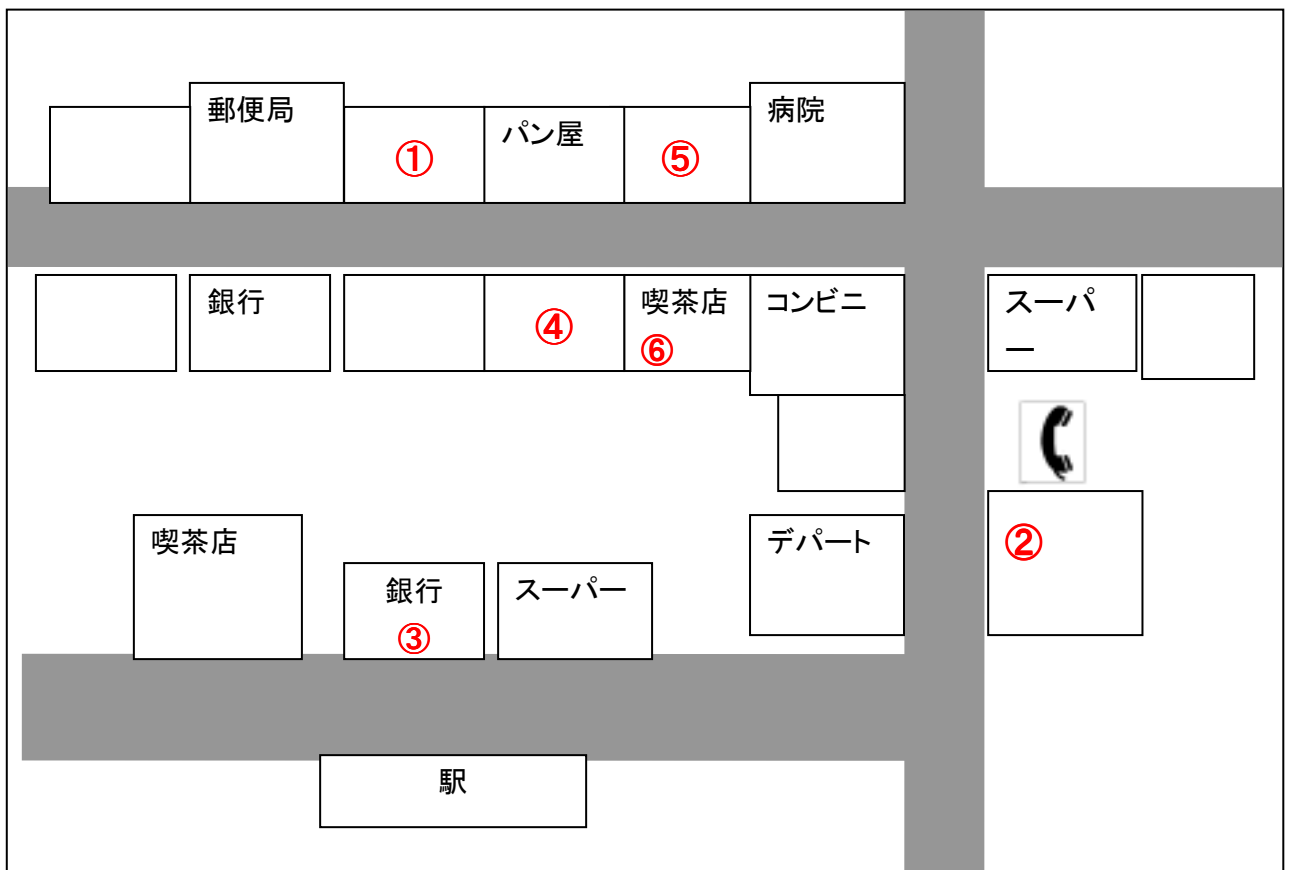 郵便局
①
パン屋
⑤
病院
銀行
④
喫茶店
⑥
コンビニ
スーパ
ー
喫茶店
銀行
③
スーパー
デパート
②
駅